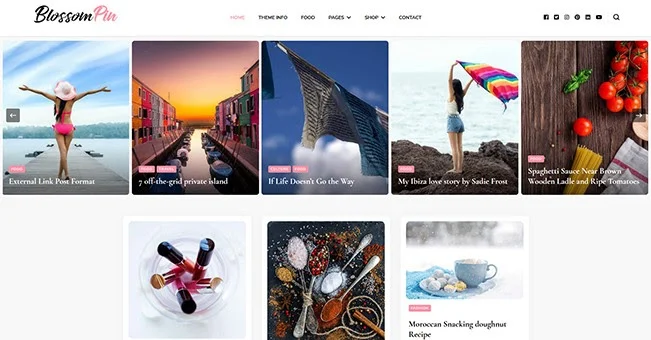 BlossomPin
HOME
THEME INFO
FOOD
PAGES
SHOP
CONTACT
External Link Post Format
7 off-the-grid private island
If Life Doesn't Go the Way
My Ibiza love story by Sadie Frost
Spaghetti Sauce Near Brown
Wooden Ladle and Ripe Tomatoes
Moroccan Snacking doughnut
Recipe